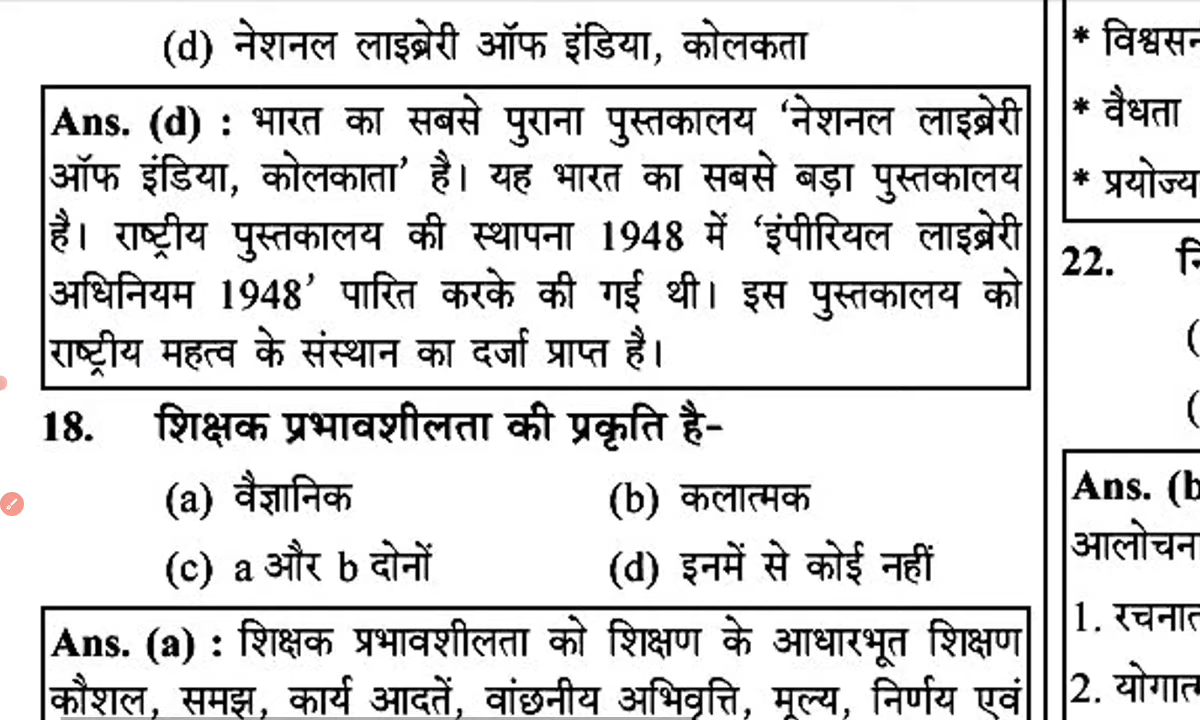 (d) नेशनल लाइब्रेरी ऑफ इंडिया, कोलकता
Ans. (d) : भारत का सबसे पुराना पुस्तकालय ‘नेशनल लाइब्रेरी
ऑफ इंडिया, कोलकाता’ है। यह भारत का सबसे बड़ा पुस्तकालय
है। राष्ट्रीय पुस्तकालय की स्थापना 1948 में ‘इंपीरियल लाइब्रेरी
अधिनियम 1948’ पारित करके की गई थी। इस पुस्तकालय को
राष्ट्रीय महत्व के संस्थान का दर्जा प्राप्त है।
18. शिक्षक प्रभावशीलता की प्रकृति है-
(a) वैज्ञानिक (b) कलात्मक
(c) a और b दोनों (d) इनमें से कोई नहीं
Ans. (a) : शिक्षक प्रभावशीलता को शिक्षण के आधारभूत शिक्षण
कौशल, समझ, कार्य आदतें, वांछनीय अभिवृत्ति, मूल्य, निर्णय एवं
* वैधता
22.
Ans. (b
1.
2.